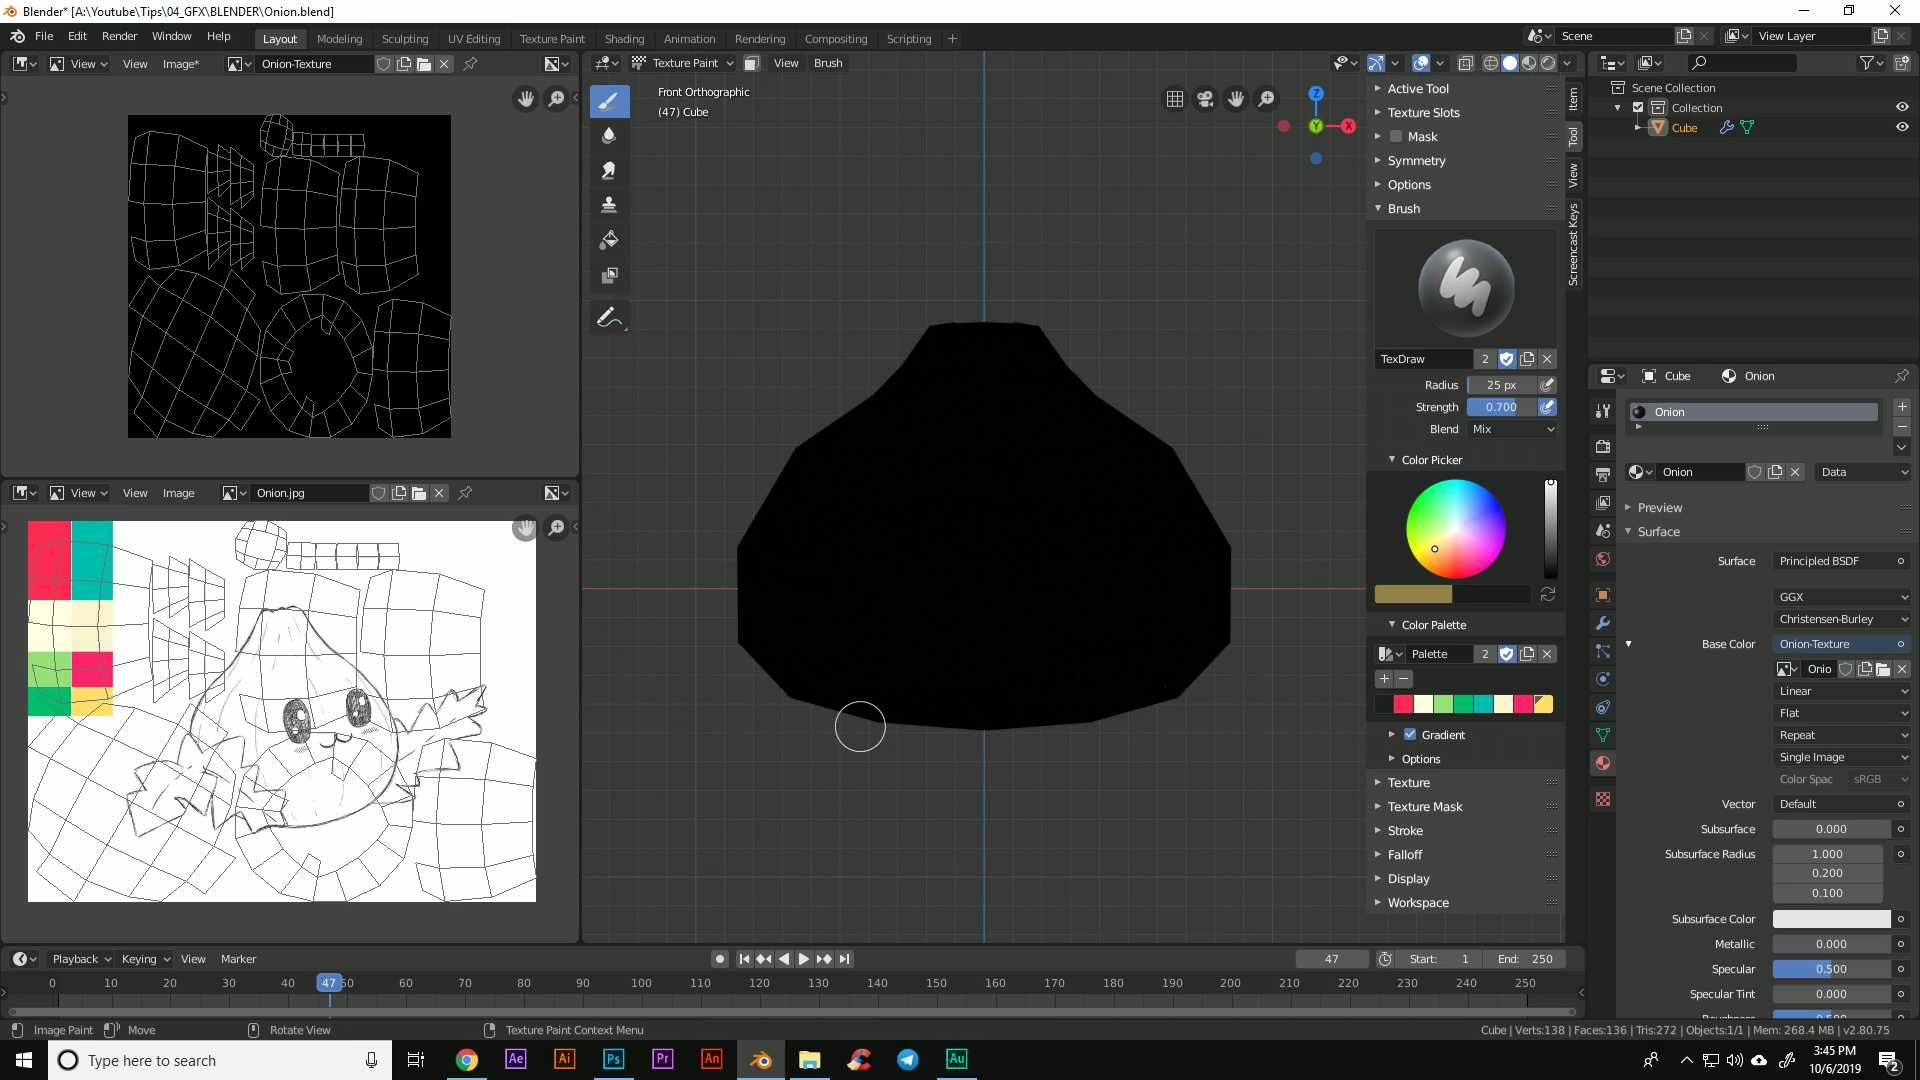 Blender* [A:\Youtube\Tips\04_GFX\BLENDER\Onion.blend]
File Edit Render Window Help Layout Modeling Sculpting UV Editing Texture Paint Shading Animation Rendering Compositing Scripting + Scene View Layer
View View Image* Onion-Texture
Texture Paint View Brush
Front Orthographic
(47) Cube
Z
Y
X
Active Tool
Texture Slots
Mask
Symmetry
Options
Brush
TexDraw 2
Radius 25 px
Strength 0.700
Blend Mix
Color Picker
Color Palette
Palette 2
Gradient
Options
Texture
Texture Mask
Stroke
Falloff
Display
Workspace
Item
Tool
View
Screencast Keys
Scene Collection
Collection
Cube
Cube Onion
Onion
Onion Data
Preview
Surface
Surface Principled BSDF
GGX
Christensen-Burley
Base Color Onion-Texture
Onio
Linear
Flat
Repeat
Single Image
Color Spac sRGB
Vector Default
Subsurface 0.000
Subsurface Radius 1.000
0.200
0.100
Subsurface Color
Metallic 0.000
Specular 0.500
Specular Tint 0.000
View View Image Onion.jpg
Playback Keying View Marker 47 Start: 1 End: 250
0 10 20 30 40 47 50 60 70 80 90 100 110 120 130 140 150 160 170 180 190 200 210 220 230 240 250
Image Paint Move Rotate View Texture Paint Context Menu Cube | Verts:138 | Faces:136 | Tris:272 | Objects:1/1 | Mem: 268.4 MB | v2.80.75
Type here to search Ae Ai Ps Pr An Au
3:45 PM
10/6/2019
2